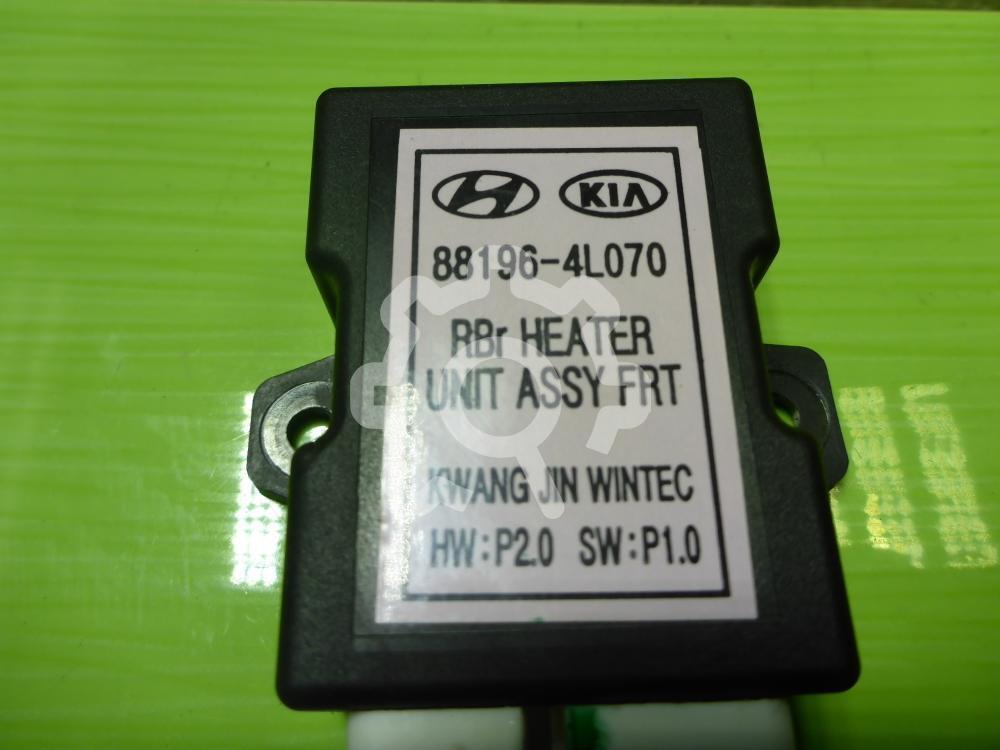 KIA
88196-4L070
RBr HEATER
UNIT ASSY FRT
KWANG JIN WINTEC
HW:P2.0 SW:P1.0